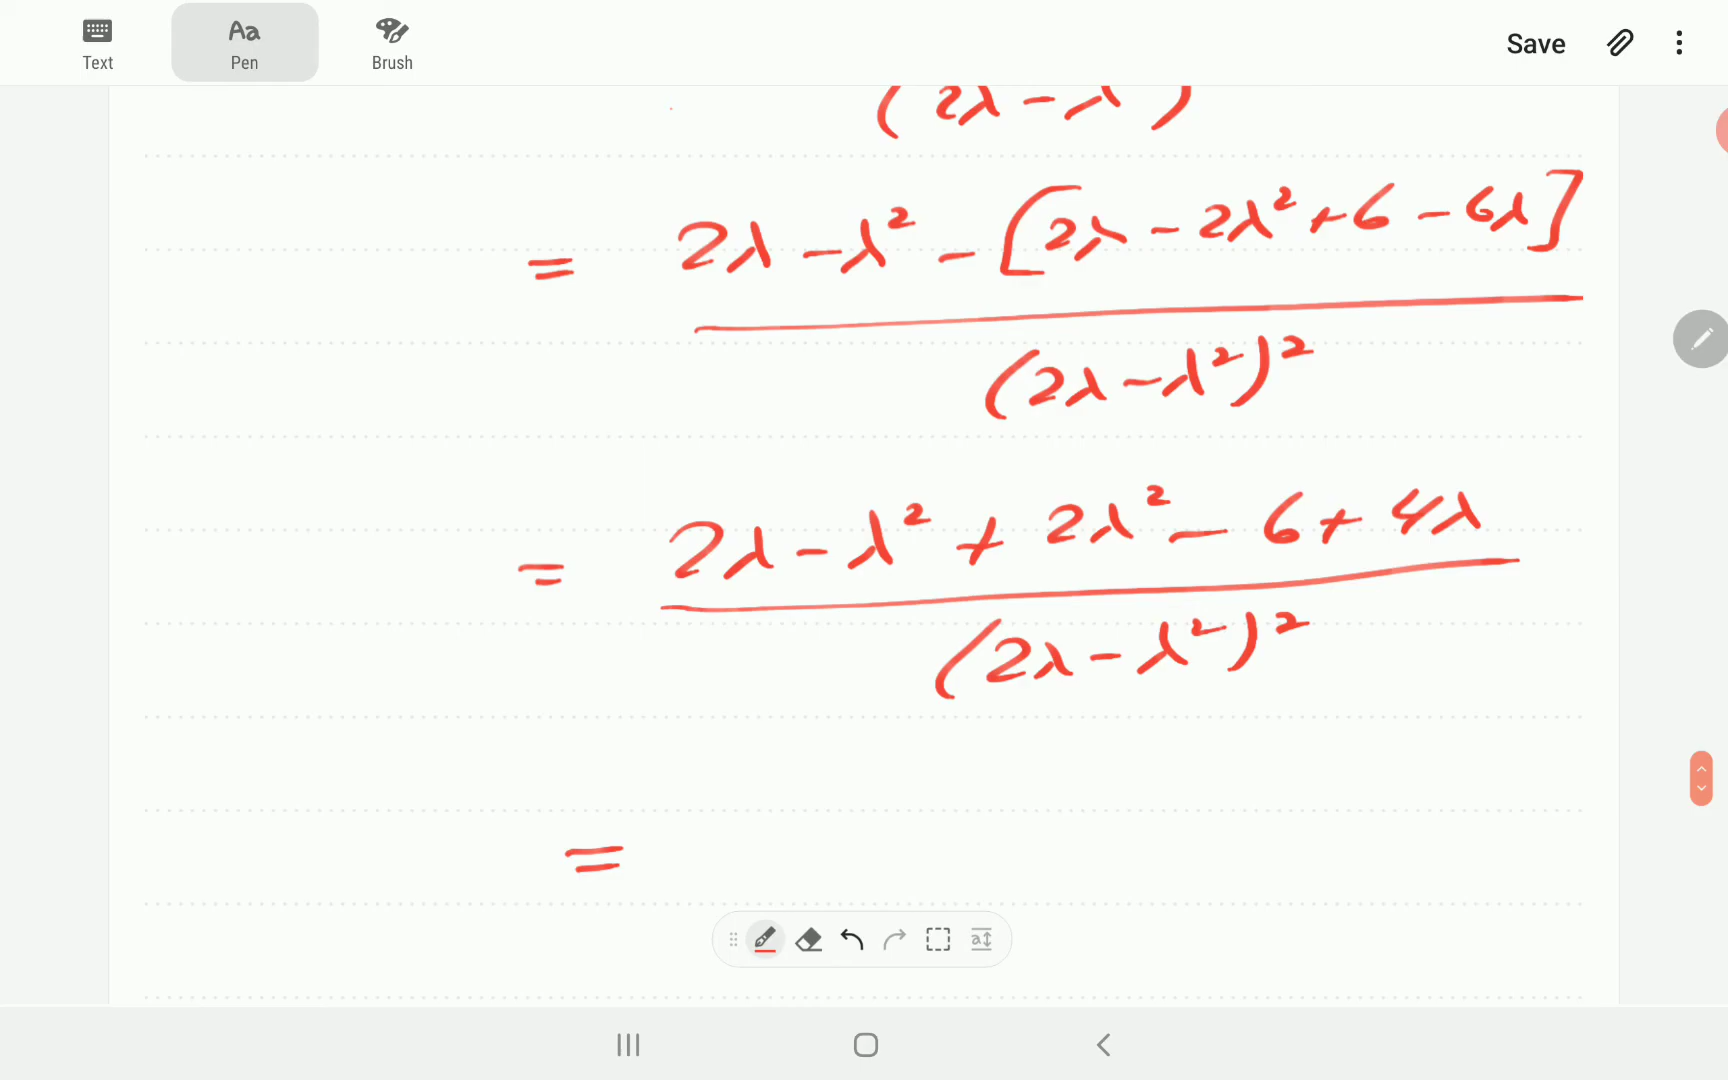 Text Pen Brush Save
(2λ - λ )
= 2λ - λ² - [2λ - 2λ² + 6 - 6λ]
(2λ - λ²)²
= 2λ - λ² + 2λ² - 6 + 4λ
(2λ - λ²)²
=